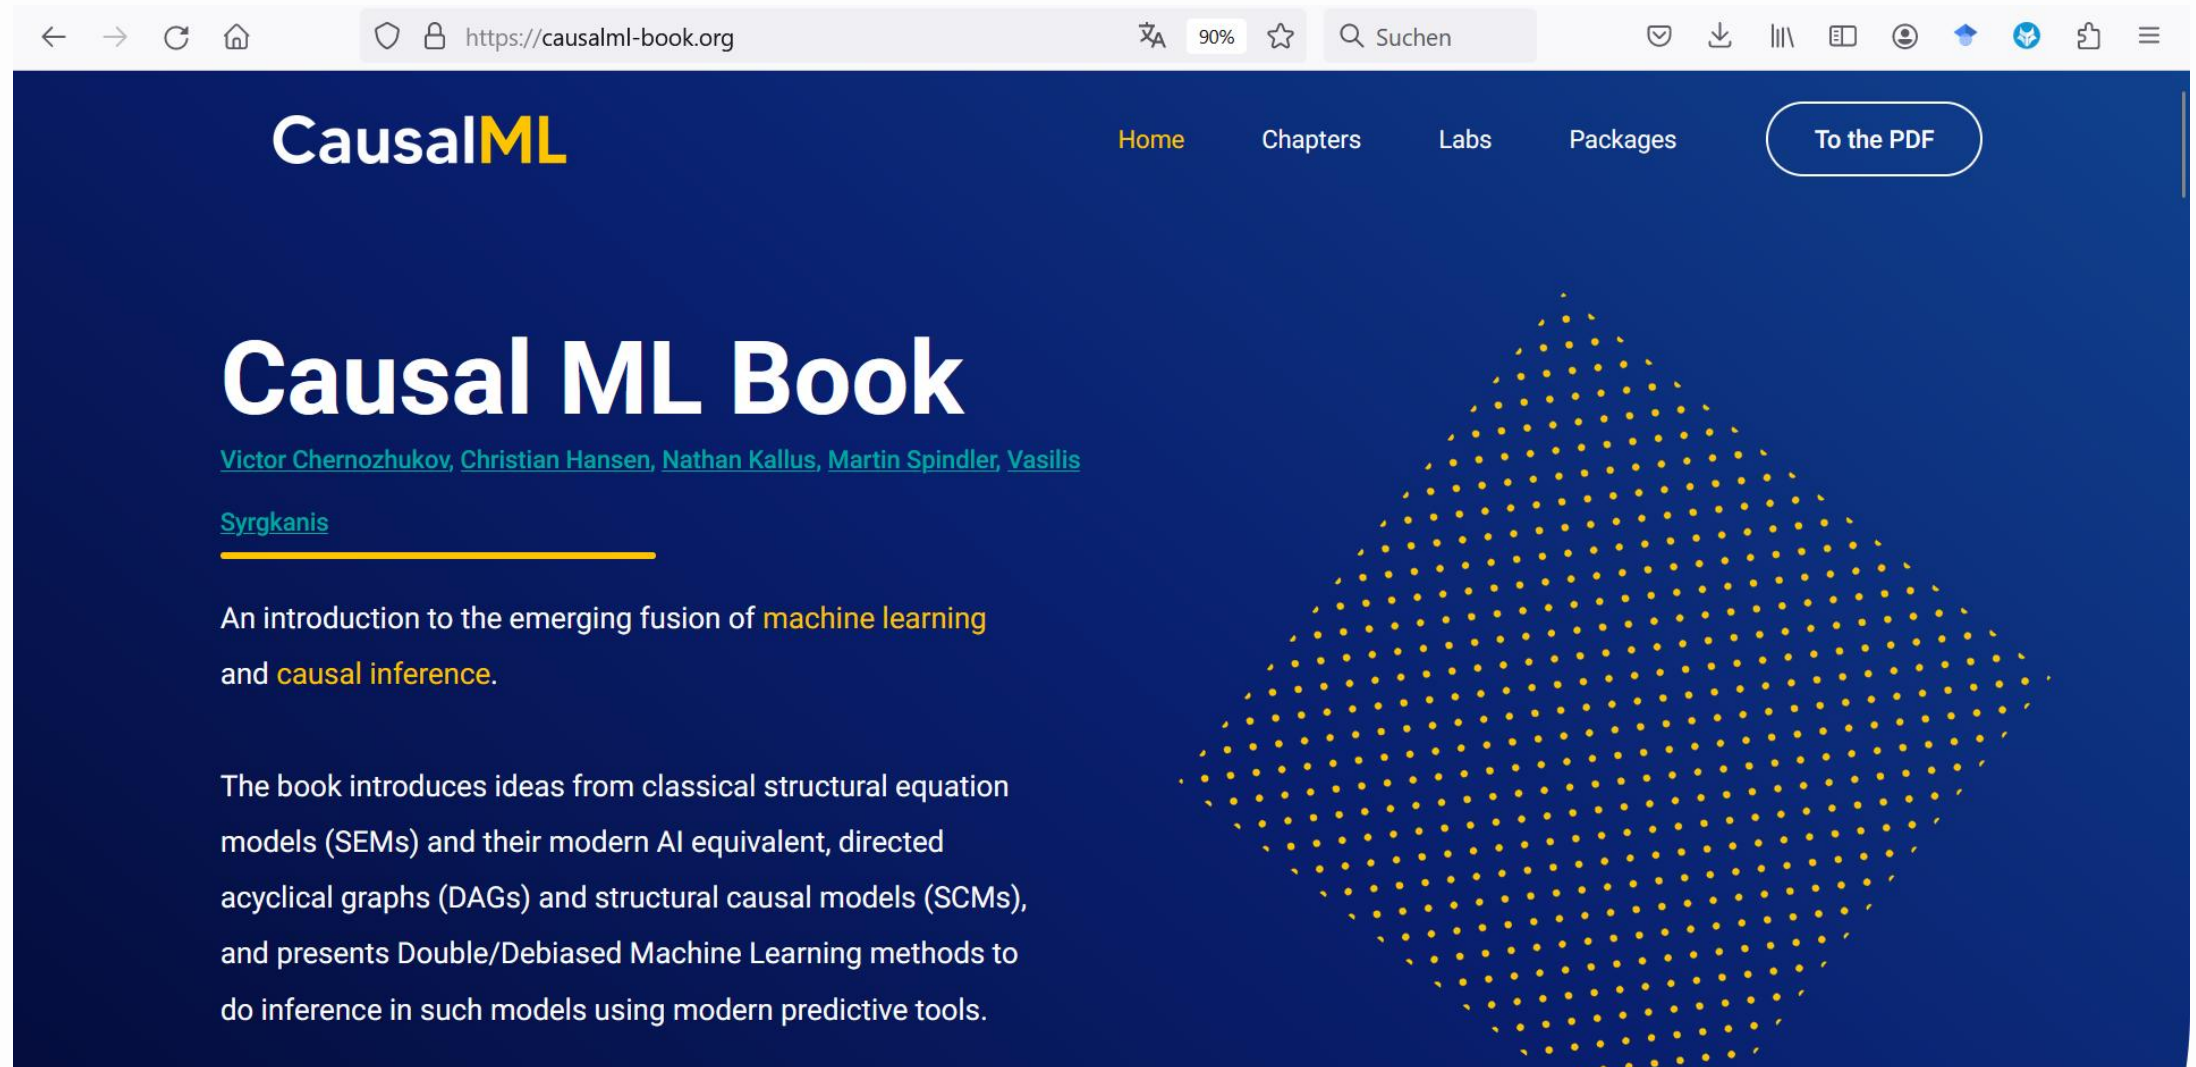 https://causalml-book.org 90% Suchen
CausalML Home Chapters Labs Packages To the PDF
Causal ML Book
Victor Chernozhukov, Christian Hansen, Nathan Kallus, Martin Spindler, Vasilis
Syrgkanis
An introduction to the emerging fusion of machine learning
and causal inference.
The book introduces ideas from classical structural equation
models (SEMs) and their modern AI equivalent, directed
acyclical graphs (DAGs) and structural causal models (SCMs),
and presents Double/Debiased Machine Learning methods to
do inference in such models using modern predictive tools.